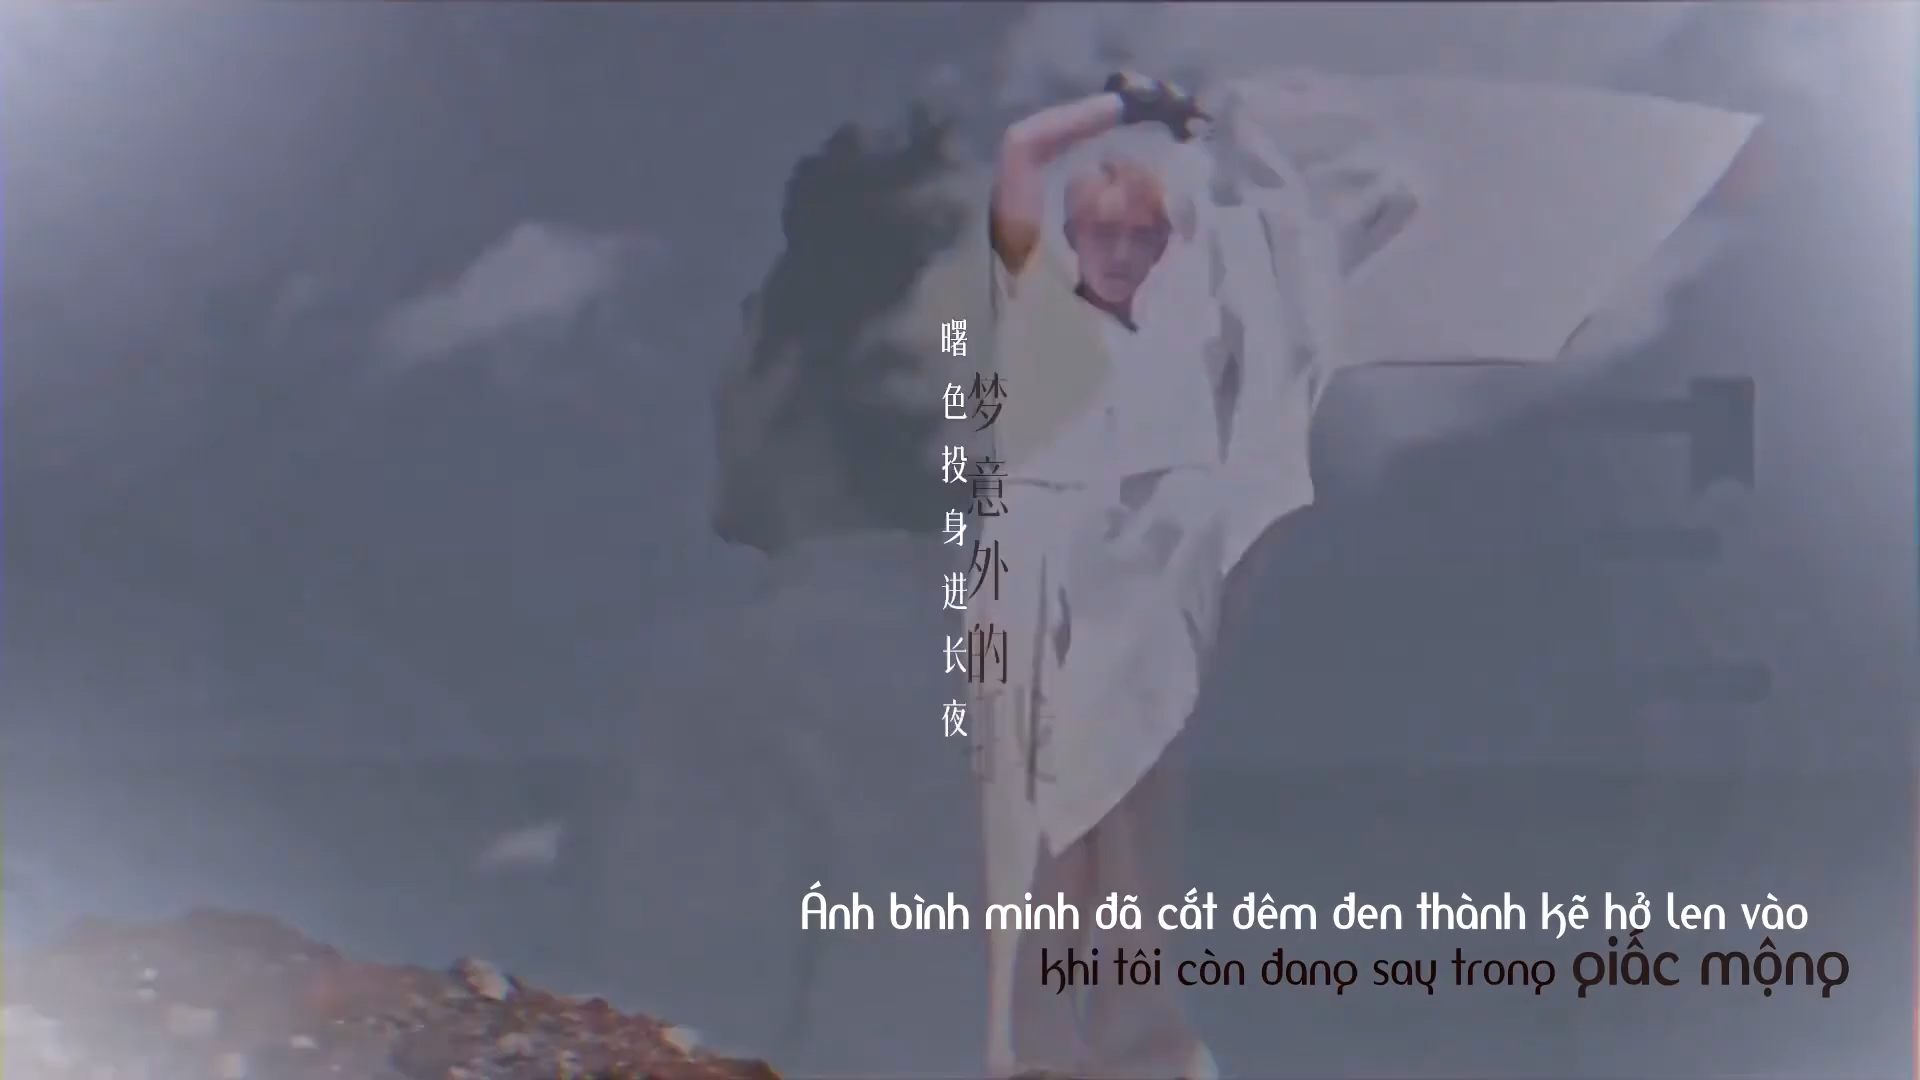 曙色投身进长夜
梦意外的
Ánh bình minh đã cắt đêm đen thành kẽ hở len vào
khi tôi còn đang say trong giấc mộng